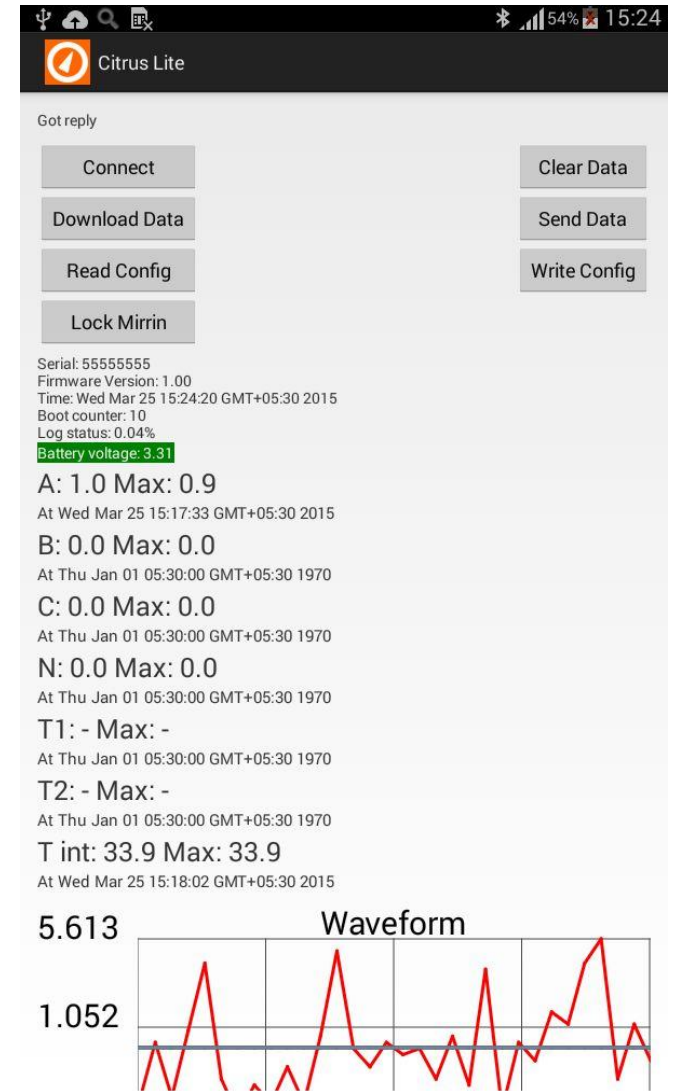 54% 15:24
Citrus Lite
Got reply
Connect
Clear Data
Download Data
Send Data
Read Config
Write Config
Lock Mirrin
Serial: 55555555
Firmware Version: 1.00
Time: Wed Mar 25 15:24:20 GMT+05:30 2015
Boot counter: 10
Log status: 0.04%
Battery voltage: 3.31
A: 1.0 Max: 0.9
At Wed Mar 25 15:17:33 GMT+05:30 2015
B: 0.0 Max: 0.0
At Thu Jan 01 05:30:00 GMT+05:30 1970
C: 0.0 Max: 0.0
At Thu Jan 01 05:30:00 GMT+05:30 1970
N: 0.0 Max: 0.0
At Thu Jan 01 05:30:00 GMT+05:30 1970
T1: - Max: -
At Thu Jan 01 05:30:00 GMT+05:30 1970
T2: - Max: -
At Thu Jan 01 05:30:00 GMT+05:30 1970
T int: 33.9 Max: 33.9
At Wed Mar 25 15:18:02 GMT+05:30 2015
Waveform
5.613
1.052